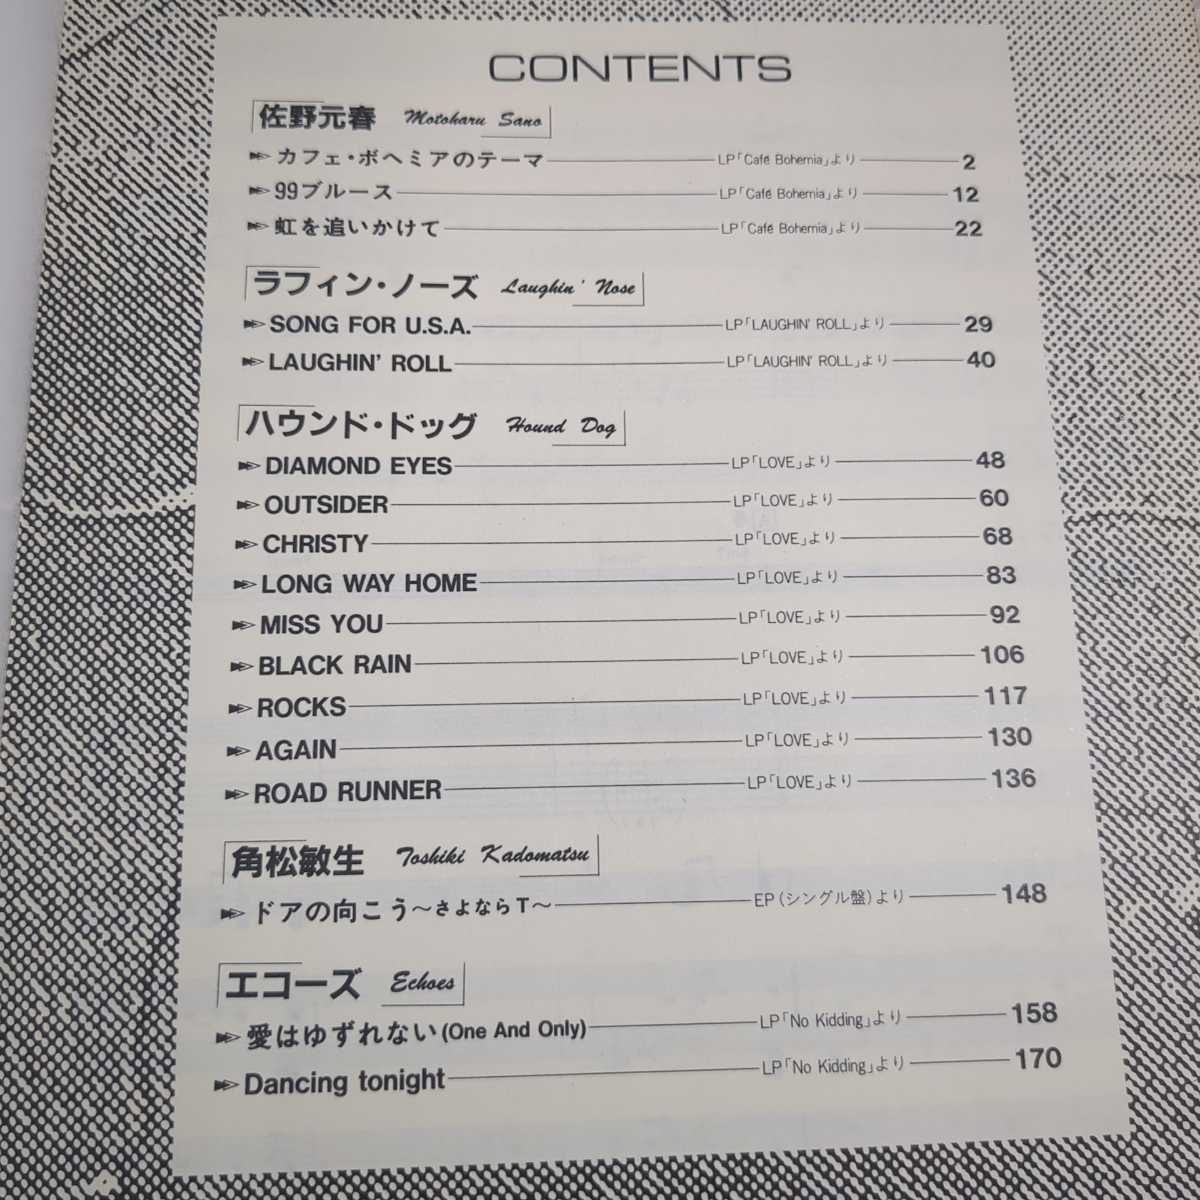 CONTENTS
佐野元春 Motoharu Sano
カフェ・ボヘミアのテーマ LP「Café Bohemia」より 2
99ブルース LP「Café Bohemia」より 12
虹を追いかけて LP「Café Bohemia」より 22
ラフィン・ノーズ Laughin' Nose
SONG FOR U.S.A. LP「LAUGHIN' ROLL」より 29
LAUGHIN' ROLL LP「LAUGHIN' ROLL」より 40
ハウンド・ドッグ Hound Dog
DIAMOND EYES LP「LOVE」より 48
OUTSIDER LP「LOVE」より 60
CHRISTY LP「LOVE」より 68
LONG WAY HOME LP「LOVE」より 83
MISS YOU LP「LOVE」より 92
BLACK RAIN LP「LOVE」より 106
ROCKS LP「LOVE」より 117
AGAIN LP「LOVE」より 130
ROAD RUNNER LP「LOVE」より 136
角松敏生 Toshiki Kadomatsu
ドアの向こう〜さよならT〜 EP(シングル盤)より 148
エコーズ Echoes
愛はゆずれない(One And Only) LP「No Kidding」より 158
Dancing tonight LP「No Kidding」より 170